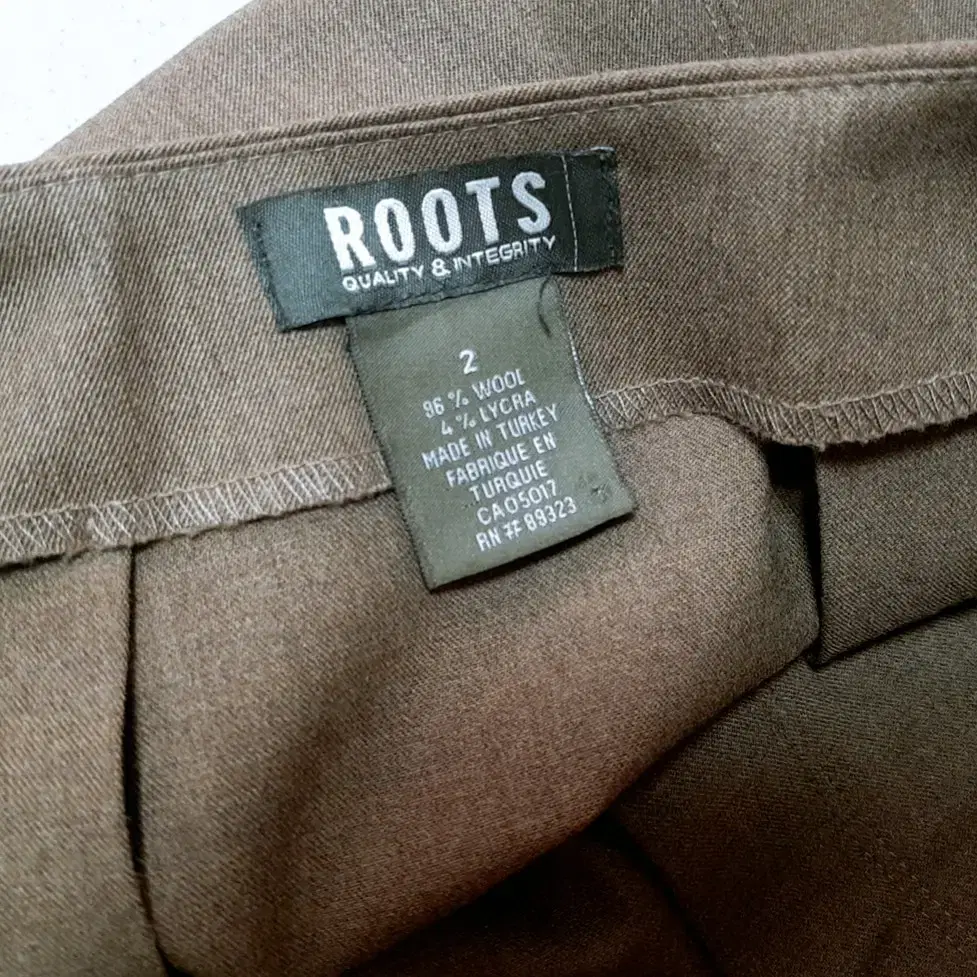 ROOTS
QUALITY & INTEGRITY
2
96 % WOOL
4 % LYCRA
MADE IN TURKEY
FABRIQUE EN
TURQUIE
CA05017
RN # 89323